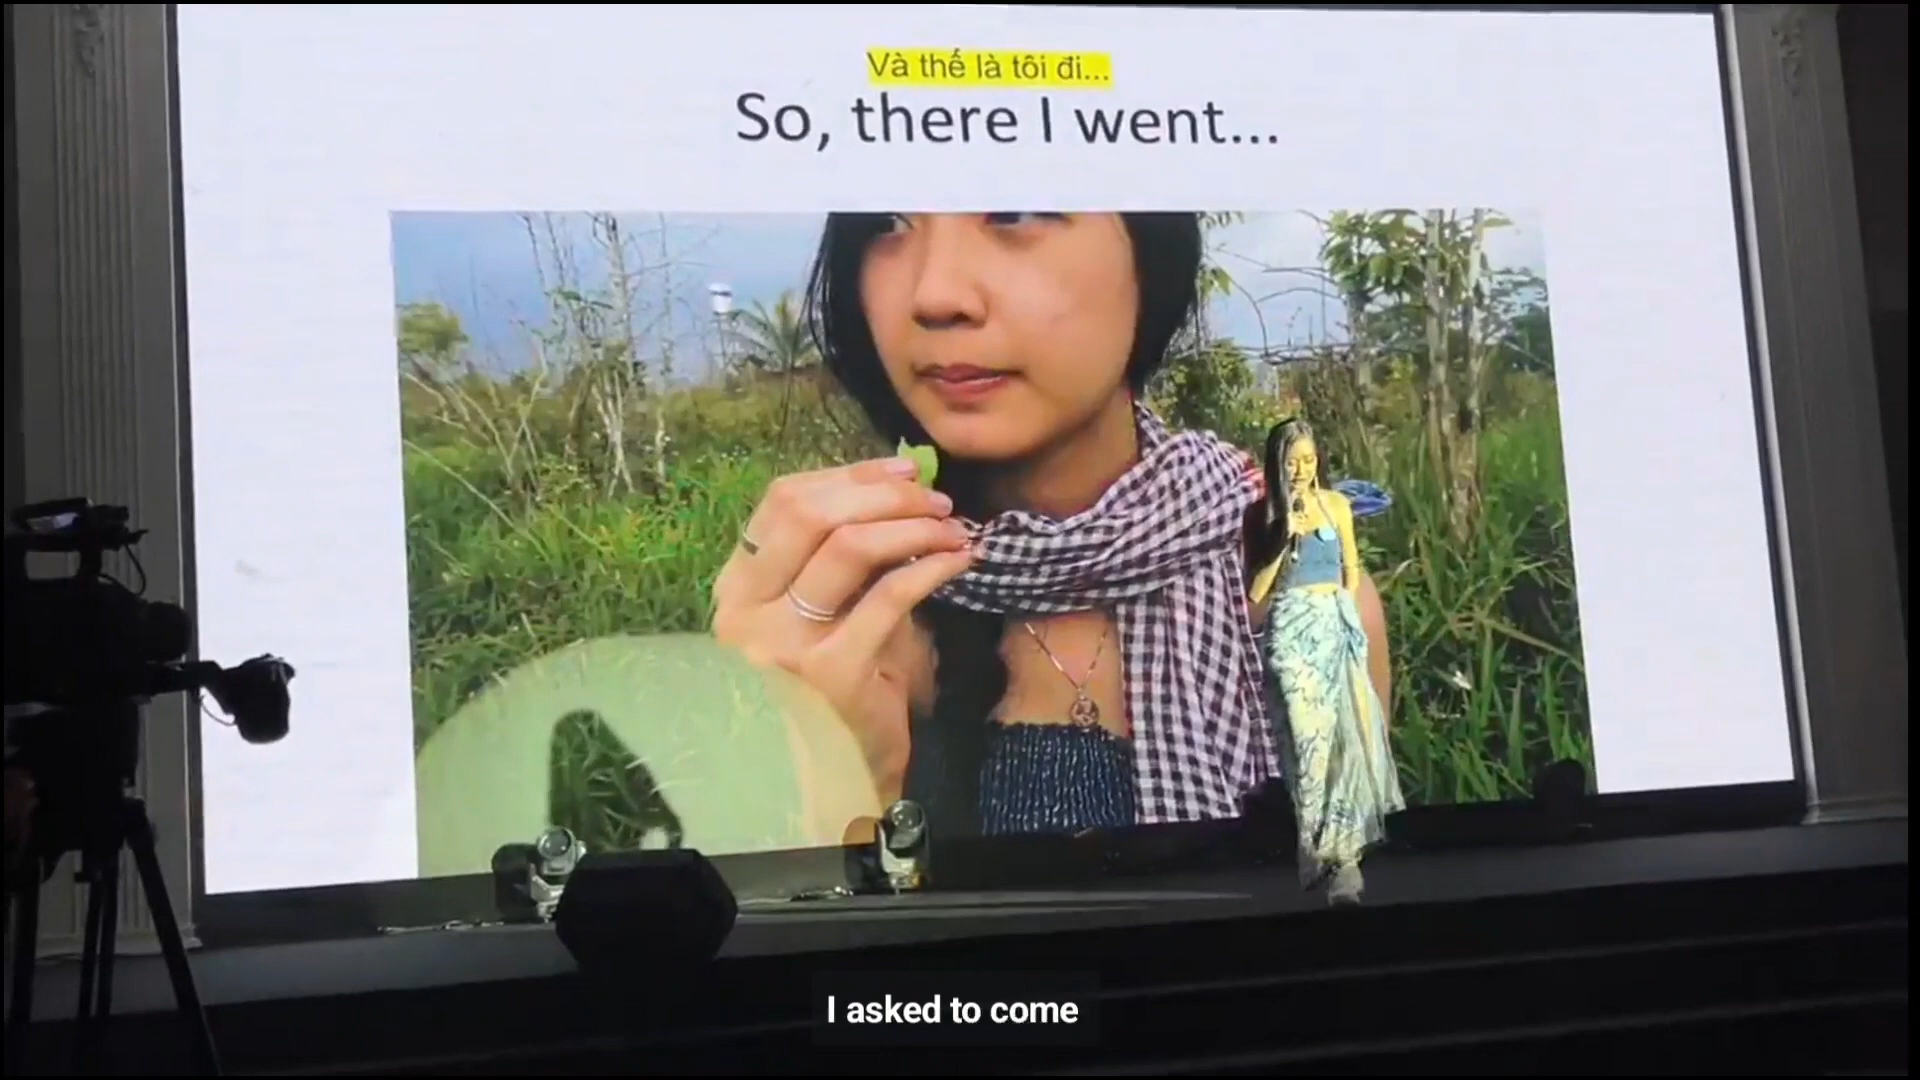 Và thế là tôi đi...
So, there I went...
I asked to come